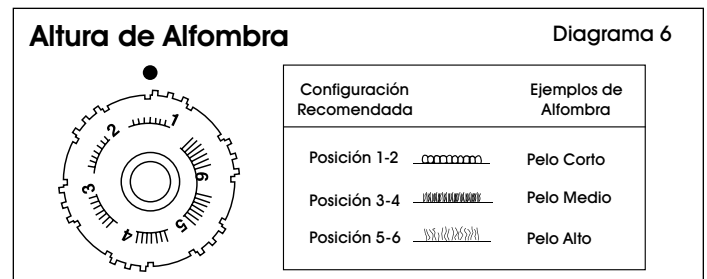 Altura de Alfombra
Diagrama 6
1
2
3
4
5
6
Configuración Recomendada
Ejemplos de Alfombra
Posición 1-2 Pelo Corto
Posición 3-4 Pelo Medio
Posición 5-6 Pelo Alto